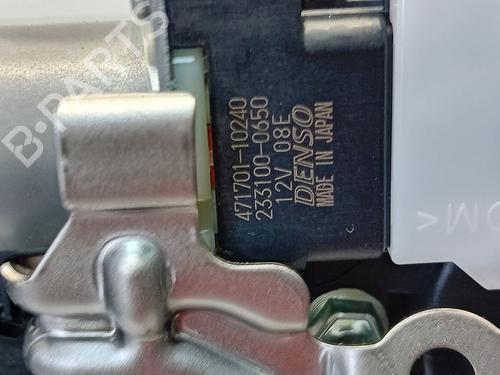 471701-10240
233100-0650
12V 08E
DENSO
MADE IN JAPAN
B-PARTS
>